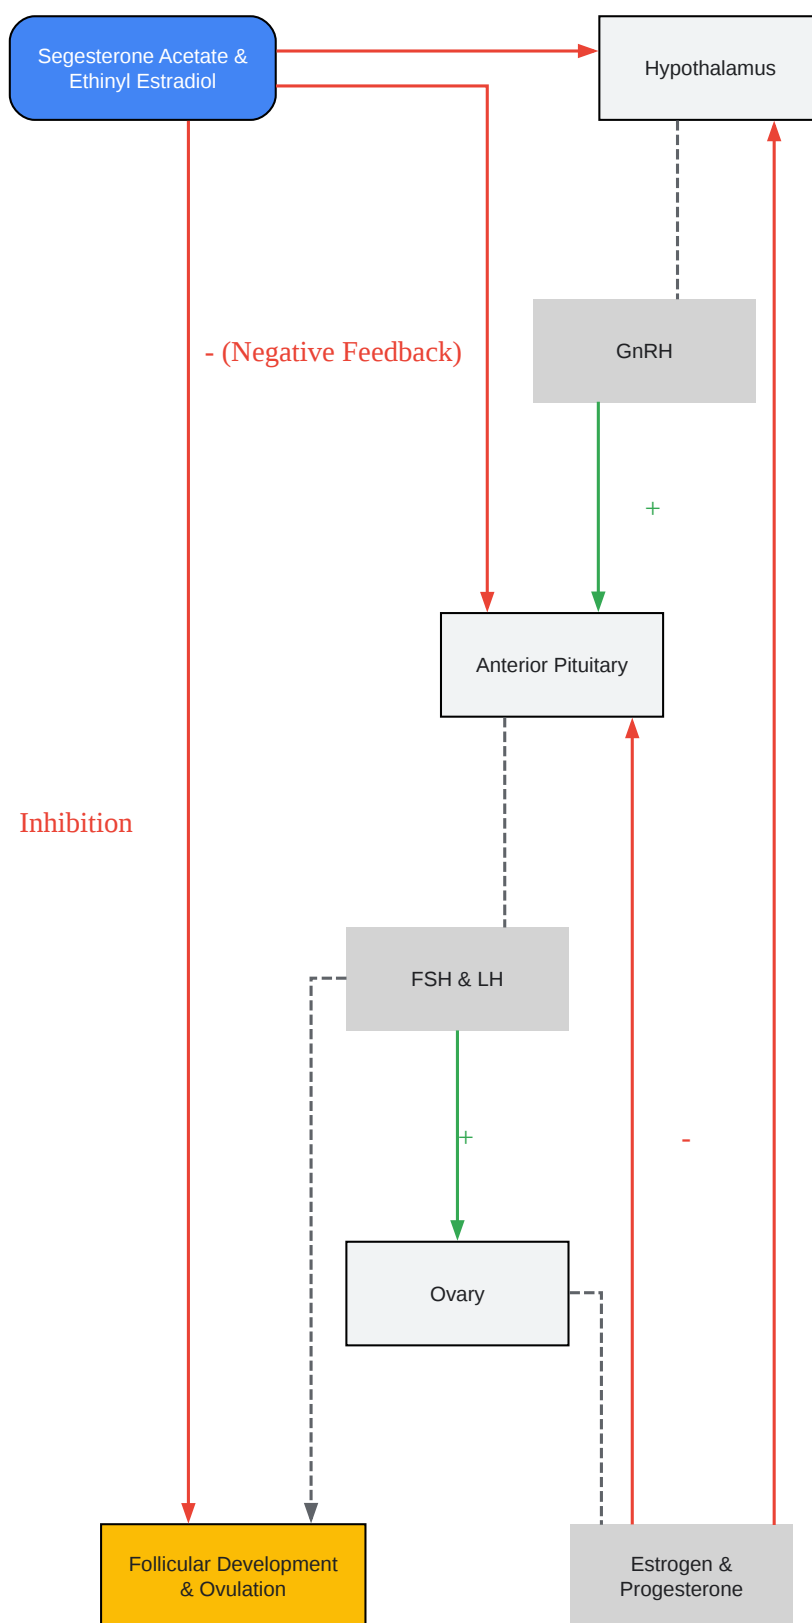 Segesterone Acetate &
Ethinyl Estradiol
Hypothalamus
- (Negative Feedback)
GnRH
+
Anterior Pituitary
Inhibition
FSH & LH
+
-
Ovary
Follicular Development
& Ovulation
Estrogen &
Progesterone